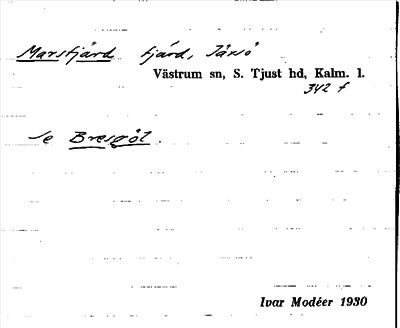 Marsfjärd fjärd, Järsö
Västrum sn, S. Tjust hd, Kalm. l.
342 f
Se Bresgöl.
Ivar Modéer 1930